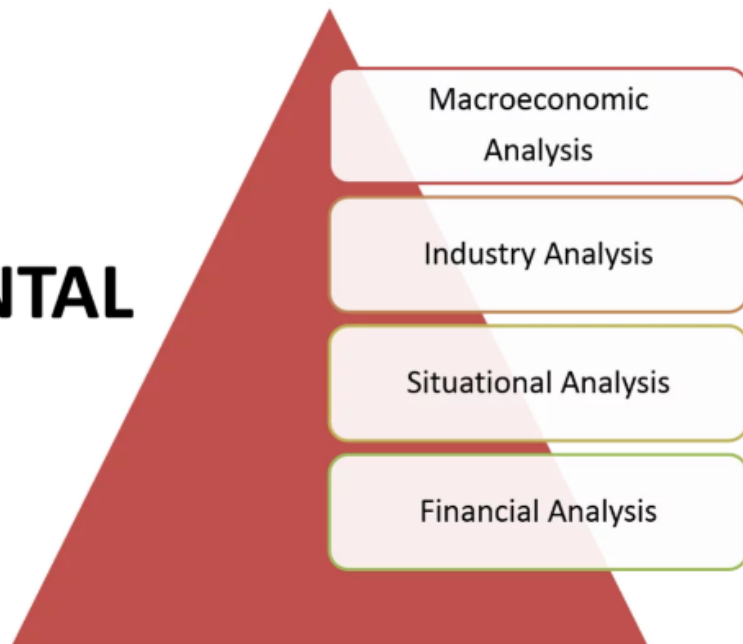 NTAL
Macroeconomic
Analysis
Industry Analysis
Situational Analysis
Financial Analysis